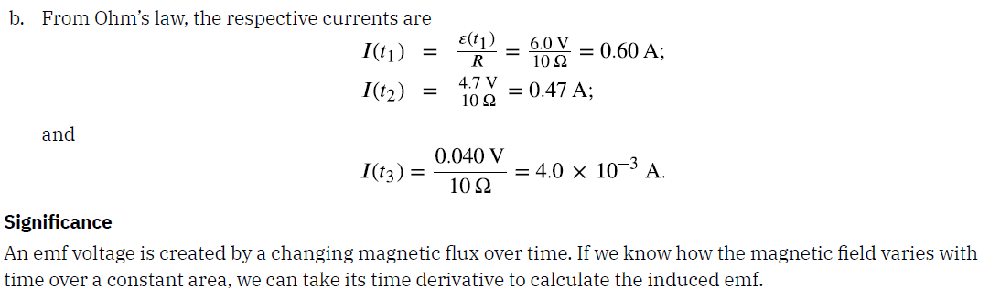 b. From Ohm’s law, the respective currents are
I(t₁) = ε(t₁)/R = 6.0 V/10 Ω = 0.60 A;
I(t₂) = 4.7 V/10 Ω = 0.47 A;
and
I(t₃) = 0.040 V/10 Ω = 4.0 × 10⁻³ A.
Significance
An emf voltage is created by a changing magnetic flux over time. If we know how the magnetic field varies with
time over a constant area, we can take its time derivative to calculate the induced emf.